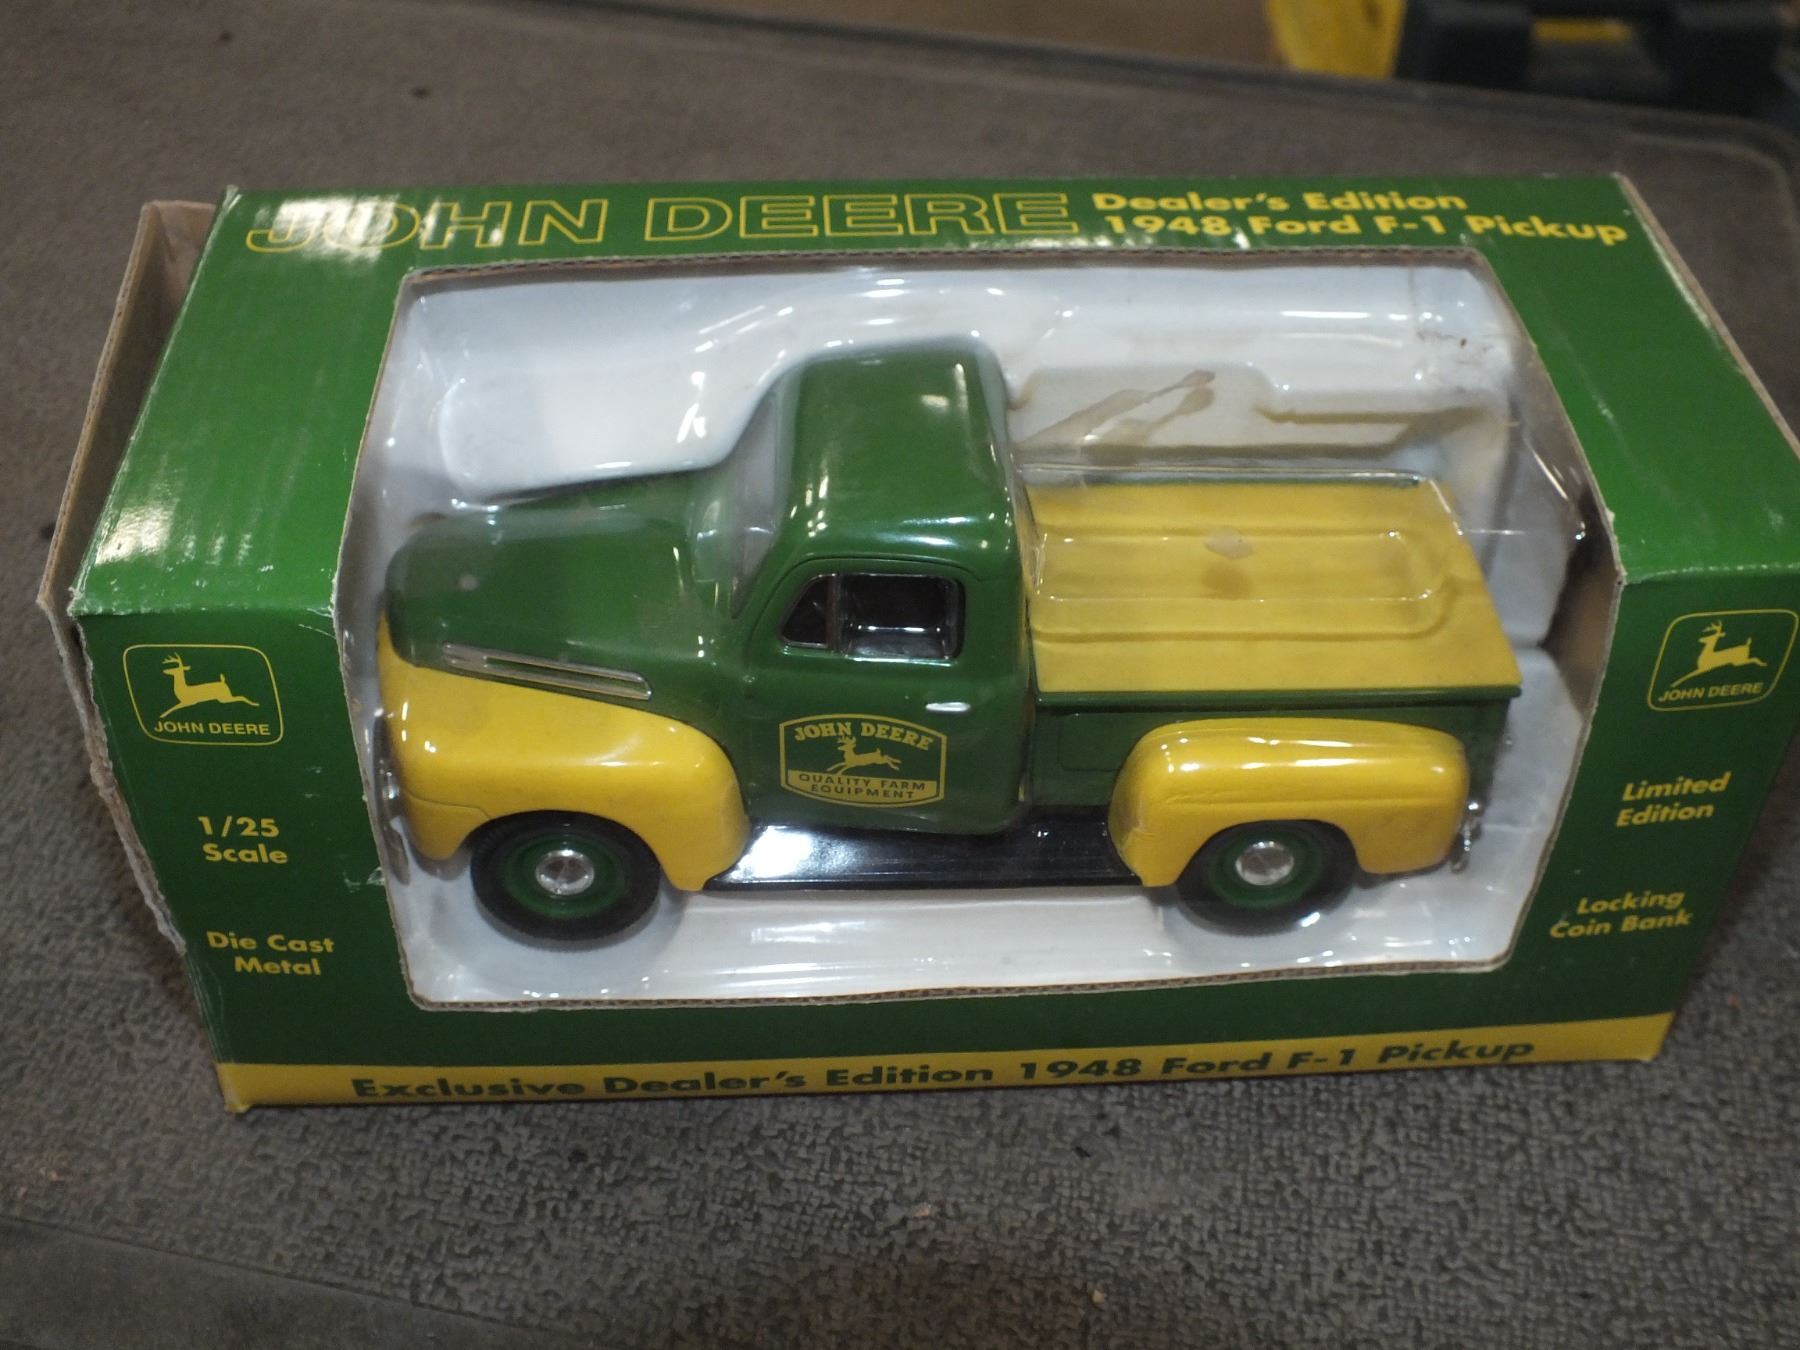 JOHN DEERE
Dealer's Edition
1948 Ford F-1 Pickup
JOHN DEERE
1/25
Scale
Die Cast
Metal
JOHN DEERE
QUALITY FARM
EQUIPMENT
JOHN DEERE
Limited
Edition
Locking
Coin Bank
Exclusive Dealer's Edition 1948 Ford F-1 Pickup